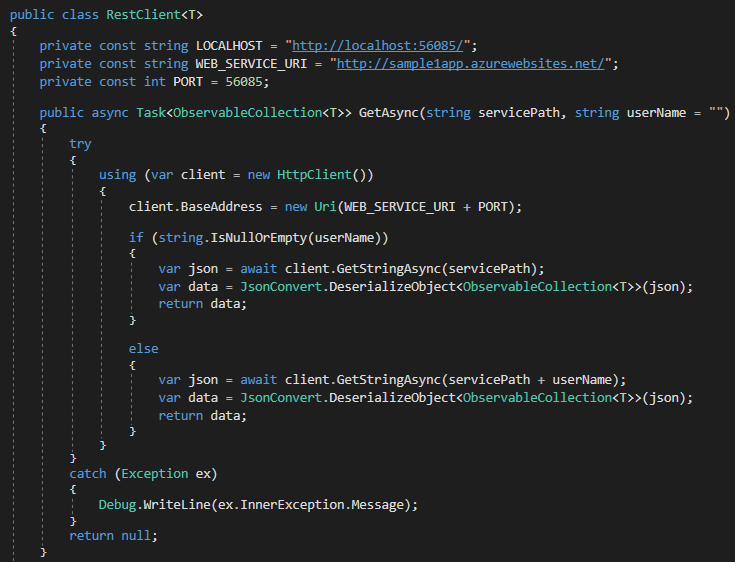 public class RestClient<T>
{
private const string LOCALHOST = "http://localhost:56085/";
private const string WEB_SERVICE_URI = "http://sample1app.azurewebsites.net/";
private const int PORT = 56085;
public async Task<ObservableCollection<T>> GetAsync(string servicePath, string userName = "")
{
try
{
using (var client = new HttpClient())
{
client.BaseAddress = new Uri(WEB_SERVICE_URI + PORT);
if (string.IsNullOrEmpty(userName))
{
var json = await client.GetStringAsync(servicePath);
var data = JsonConvert.DeserializeObject<ObservableCollection<T>>(json);
return data;
}
else
{
var json = await client.GetStringAsync(servicePath + userName);
var data = JsonConvert.DeserializeObject<ObservableCollection<T>>(json);
return data;
}
}
}
catch (Exception ex)
{
Debug.WriteLine(ex.InnerException.Message);
}
return null;
}